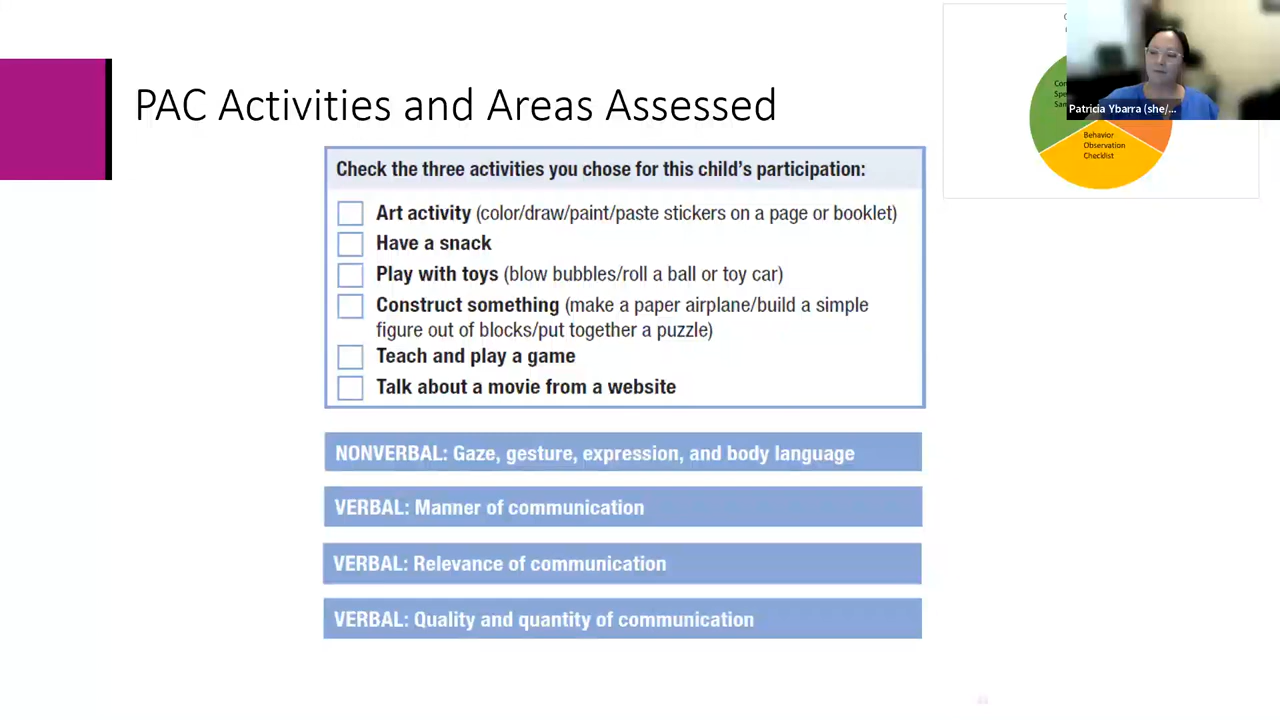 PAC Activities and Areas Assessed
Check the three activities you chose for this child's participation:
Art activity (color/draw/paint/paste stickers on a page or booklet)
Have a snack
Play with toys (blow bubbles/roll a ball or toy car)
Construct something (make a paper airplane/build a simple
figure out of blocks/put together a puzzle)
Teach and play a game
Talk about a movie from a website
NONVERBAL: Gaze, gesture, expression, and body language
VERBAL: Manner of communication
VERBAL: Relevance of communication
VERBAL: Quality and quantity of communication
Patricia Ybarra (she/...
Behavior
Observation
Checklist